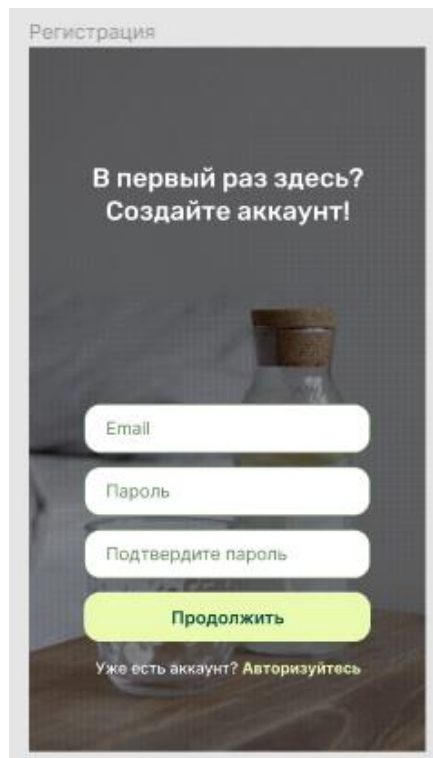 Регистрация
В первый раз здесь?
Создайте аккаунт!
Email
Пароль
Подтвердите пароль
Продолжить
Уже есть аккаунт? Авторизуйтесь